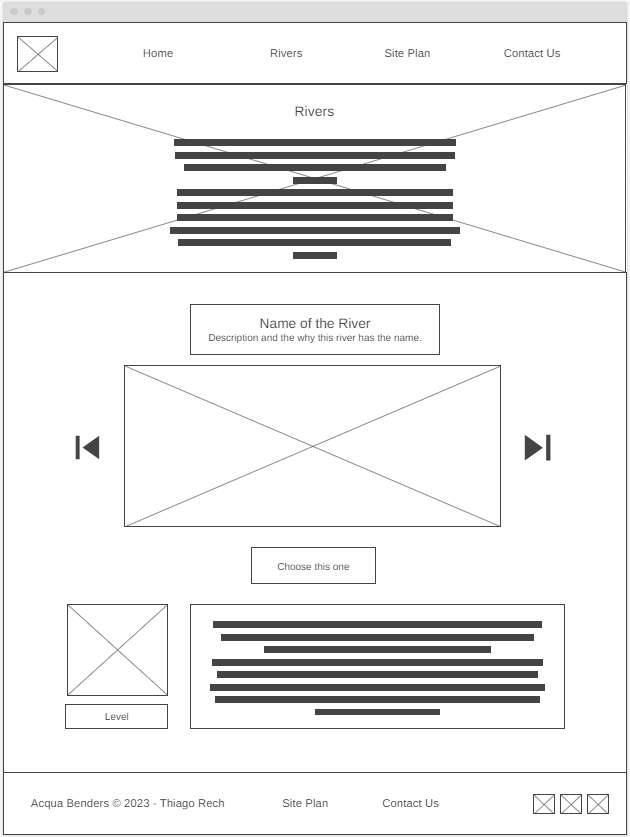 Home
Rivers
Site Plan
Contact Us
Rivers
Name of the River
Description and the why this river has the name.
Choose this one
Level
Acqua Benders © 2023 - Thiago Rech
Site Plan
Contact Us